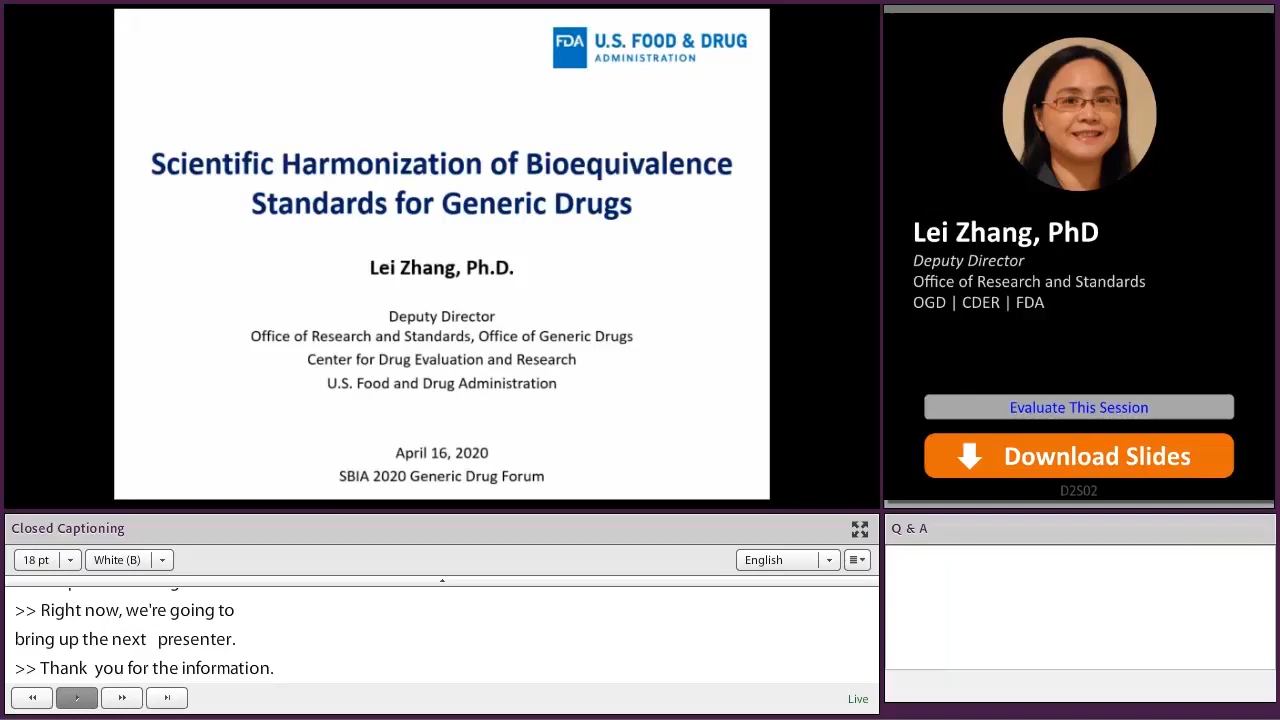 FDA
U.S. FOOD & DRUG
ADMINISTRATION
Scientific Harmonization of Bioequivalence
Standards for Generic Drugs
Lei Zhang, Ph.D.
Deputy Director
Office of Research and Standards, Office of Generic Drugs
Center for Drug Evaluation and Research
U.S. Food and Drug Administration
April 16, 2020
SBIA 2020 Generic Drug Forum
Lei Zhang, PhD
Deputy Director
Office of Research and Standards
OGD | CDER | FDA
Evaluate This Session
Download Slides
D2S02
Closed Captioning
18 pt
White (B)
English
>> Right now, we're going to
bring up the next presenter.
>> Thank you for the information.
Live
Q & A